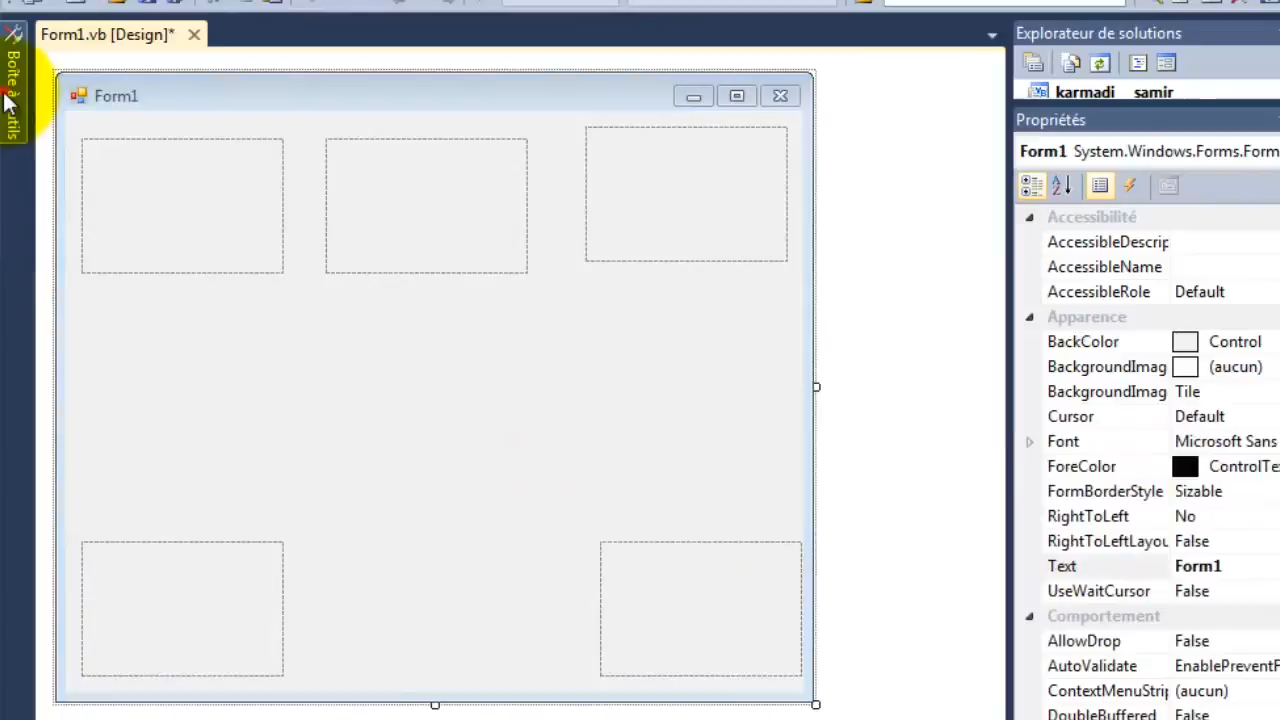 Boîte à
utils
Form1.vb [Design]*
Form1
Explorateur de solutions
karmadi samir
Propriétés
Form1 System.Windows.Forms.Form
Accessibilité
AccessibleDescrip
AccessibleName
AccessibleRole Default
Apparence
BackColor Control
BackgroundImag (aucun)
BackgroundImag Tile
Cursor Default
Font Microsoft Sans
ForeColor ControlTe
FormBorderStyle Sizable
RightToLeft No
RightToLeftLayou False
Text Form1
UseWaitCursor False
Comportement
AllowDrop False
AutoValidate EnablePreventF
ContextMenuStrip (aucun)
DoubleBuffered False